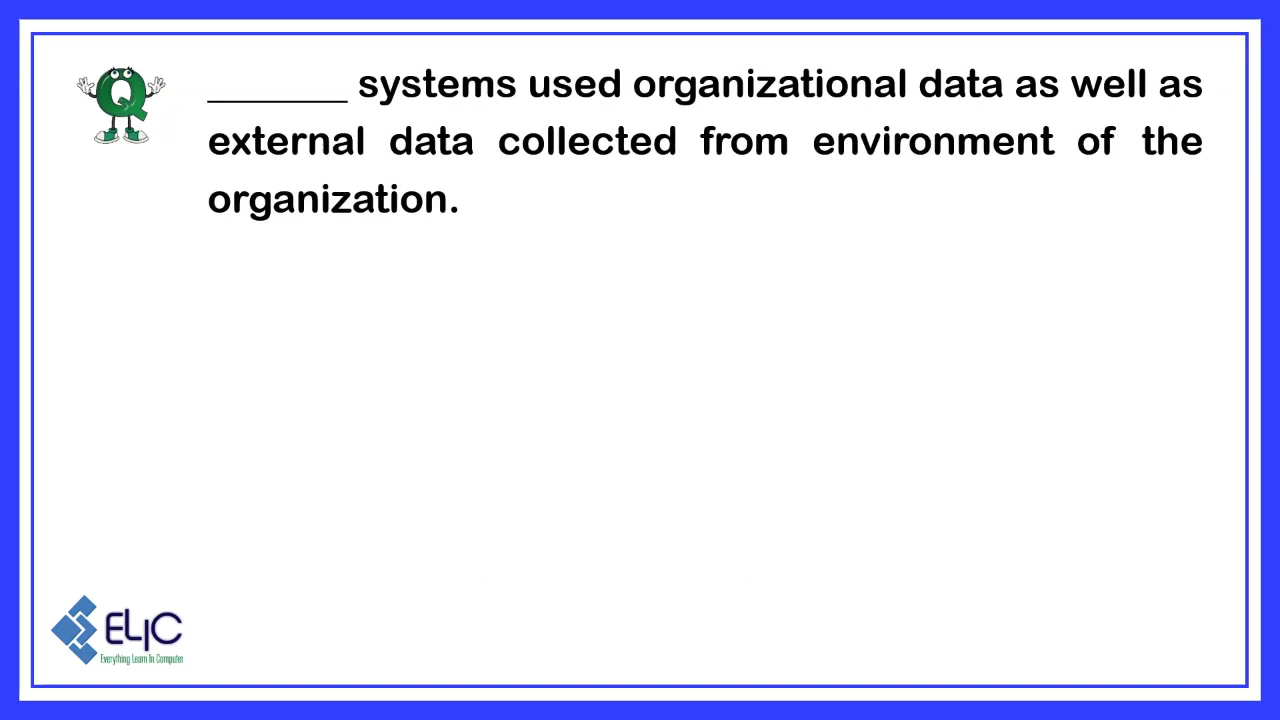 Q
________ systems used organizational data as well as
external data collected from environment of the
organization.
ELIC
Everything Learn In Computer